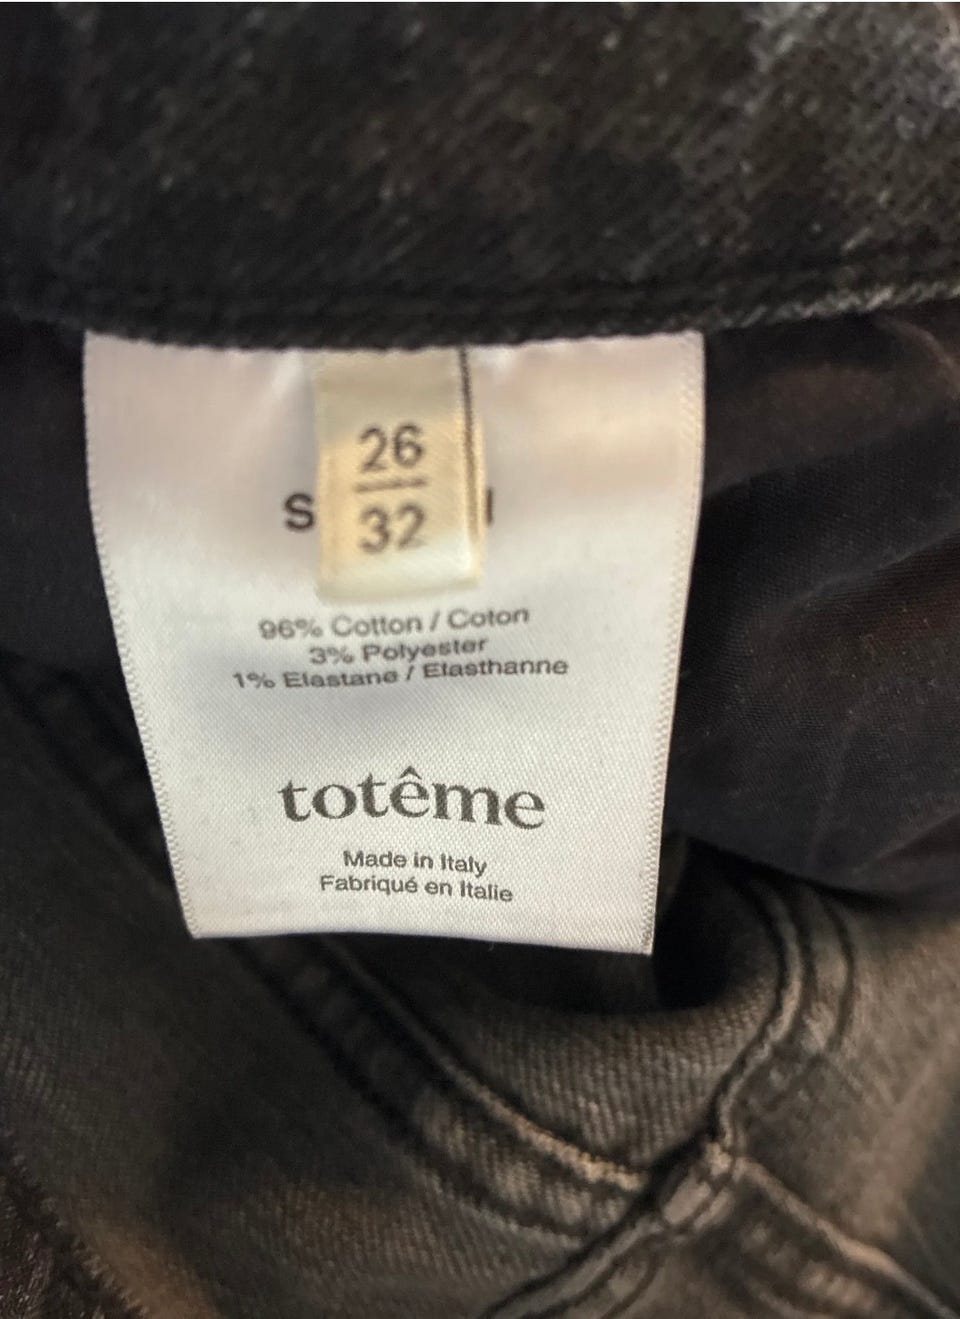 26
32
S
96% Cotton / Coton
3% Polyester
1% Elastane / Elasthanne
totême
Made in Italy
Fabriqué en Italie